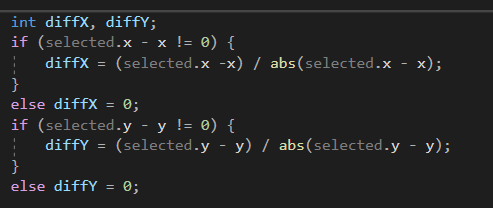 int diffX, diffY;
if (selected.x - x != 0) {
diffX = (selected.x -x) / abs(selected.x - x);
}
else diffX = 0;
if (selected.y - y != 0) {
diffY = (selected.y - y) / abs(selected.y - y);
}
else diffY = 0;